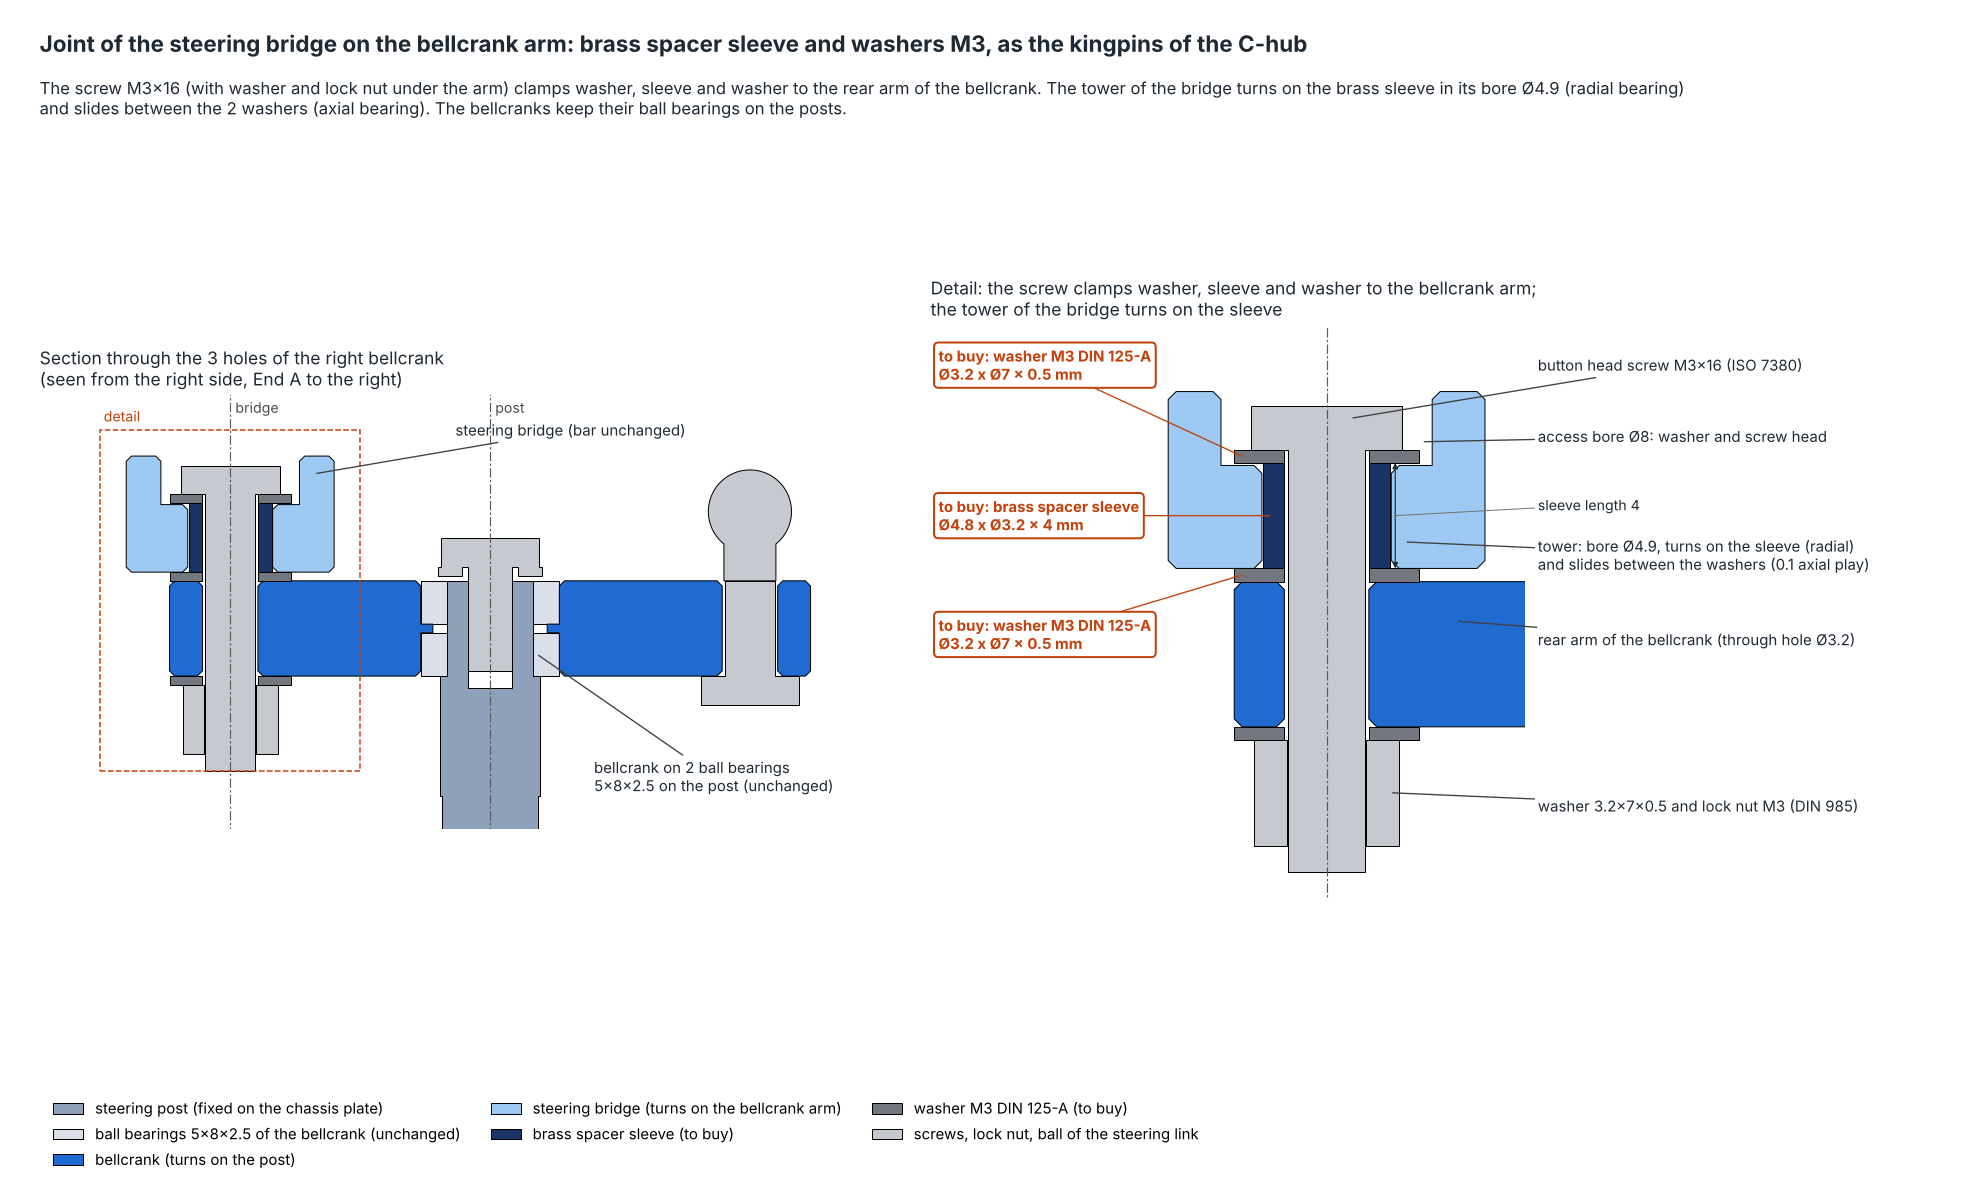 Joint of the steering bridge on the bellcrank arm: brass spacer sleeve and washers M3, as the kingpins of the C-hub
The screw M3×16 (with washer and lock nut under the arm) clamps washer, sleeve and washer to the rear arm of the bellcrank. The tower of the bridge turns on the brass sleeve in its bore Ø4.9 (radial bearing)
and slides between the 2 washers (axial bearing). The bellcranks keep their ball bearings on the posts.
Section through the 3 holes of the right bellcrank
(seen from the right side, End A to the right)
detail
bridge
post
steering bridge (bar unchanged)
bellcrank on 2 ball bearings
5×8×2.5 on the post (unchanged)
Detail: the screw clamps washer, sleeve and washer to the bellcrank arm;
the tower of the bridge turns on the sleeve
to buy: washer M3 DIN 125-A
Ø3.2 x Ø7 × 0.5 mm
to buy: brass spacer sleeve
Ø4.8 x Ø3.2 × 4 mm
to buy: washer M3 DIN 125-A
Ø3.2 x Ø7 × 0.5 mm
button head screw M3×16 (ISO 7380)
access bore Ø8: washer and screw head
sleeve length 4
tower: bore Ø4.9, turns on the sleeve (radial)
and slides between the washers (0.1 axial play)
rear arm of the bellcrank (through hole Ø3.2)
washer 3.2×7×0.5 and lock nut M3 (DIN 985)
steering post (fixed on the chassis plate)
ball bearings 5×8×2.5 of the bellcrank (unchanged)
bellcrank (turns on the post)
steering bridge (turns on the bellcrank arm)
brass spacer sleeve (to buy)
washer M3 DIN 125-A (to buy)
screws, lock nut, ball of the steering link